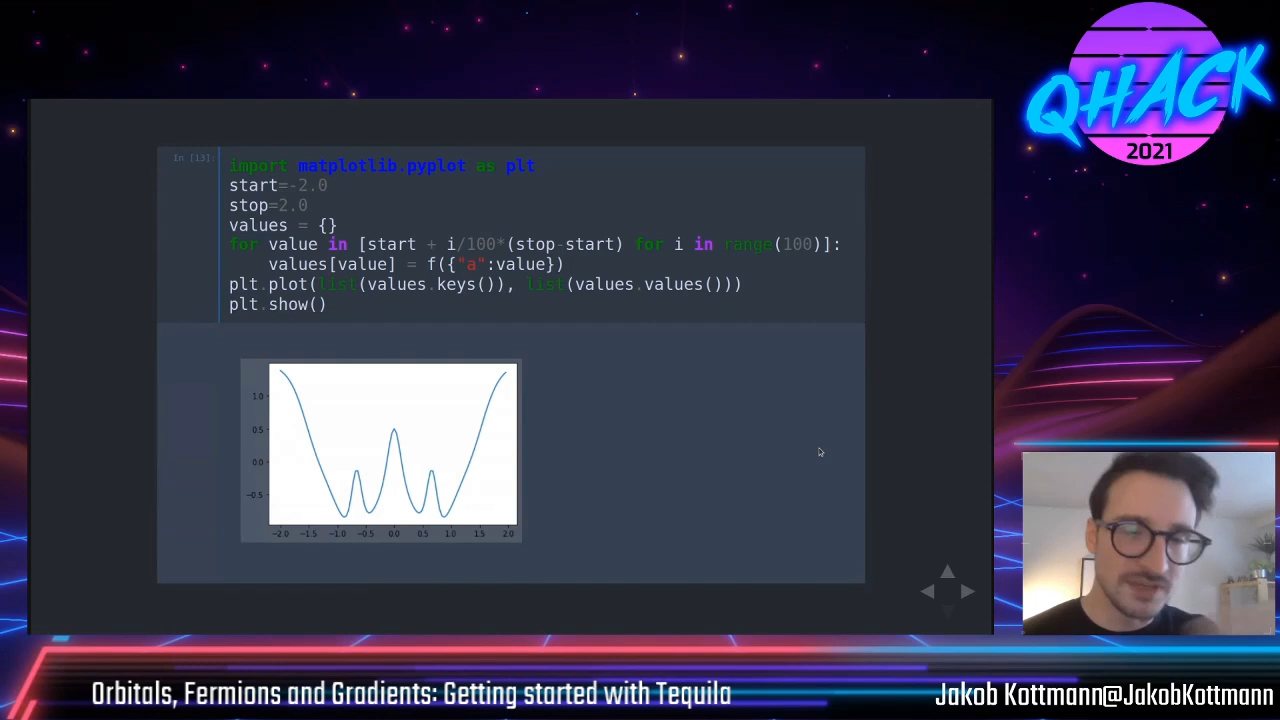 QHACK
2021
In [13]:
import matplotlib.pyplot as plt
start=-2.0
stop=2.0
values = {}
for value in [start + i/100*(stop-start) for i in range(100)]:
    values[value] = f({"a":value})
plt.plot(list(values.keys()), list(values.values()))
plt.show()
1.0
0.5
0.0
−0.5
−2.0 −1.5 −1.0 −0.5 0.0 0.5 1.0 1.5 2.0
Orbitals, Fermions and Gradients: Getting started with Tequila
Jakob Kottmann@JakobKottmann